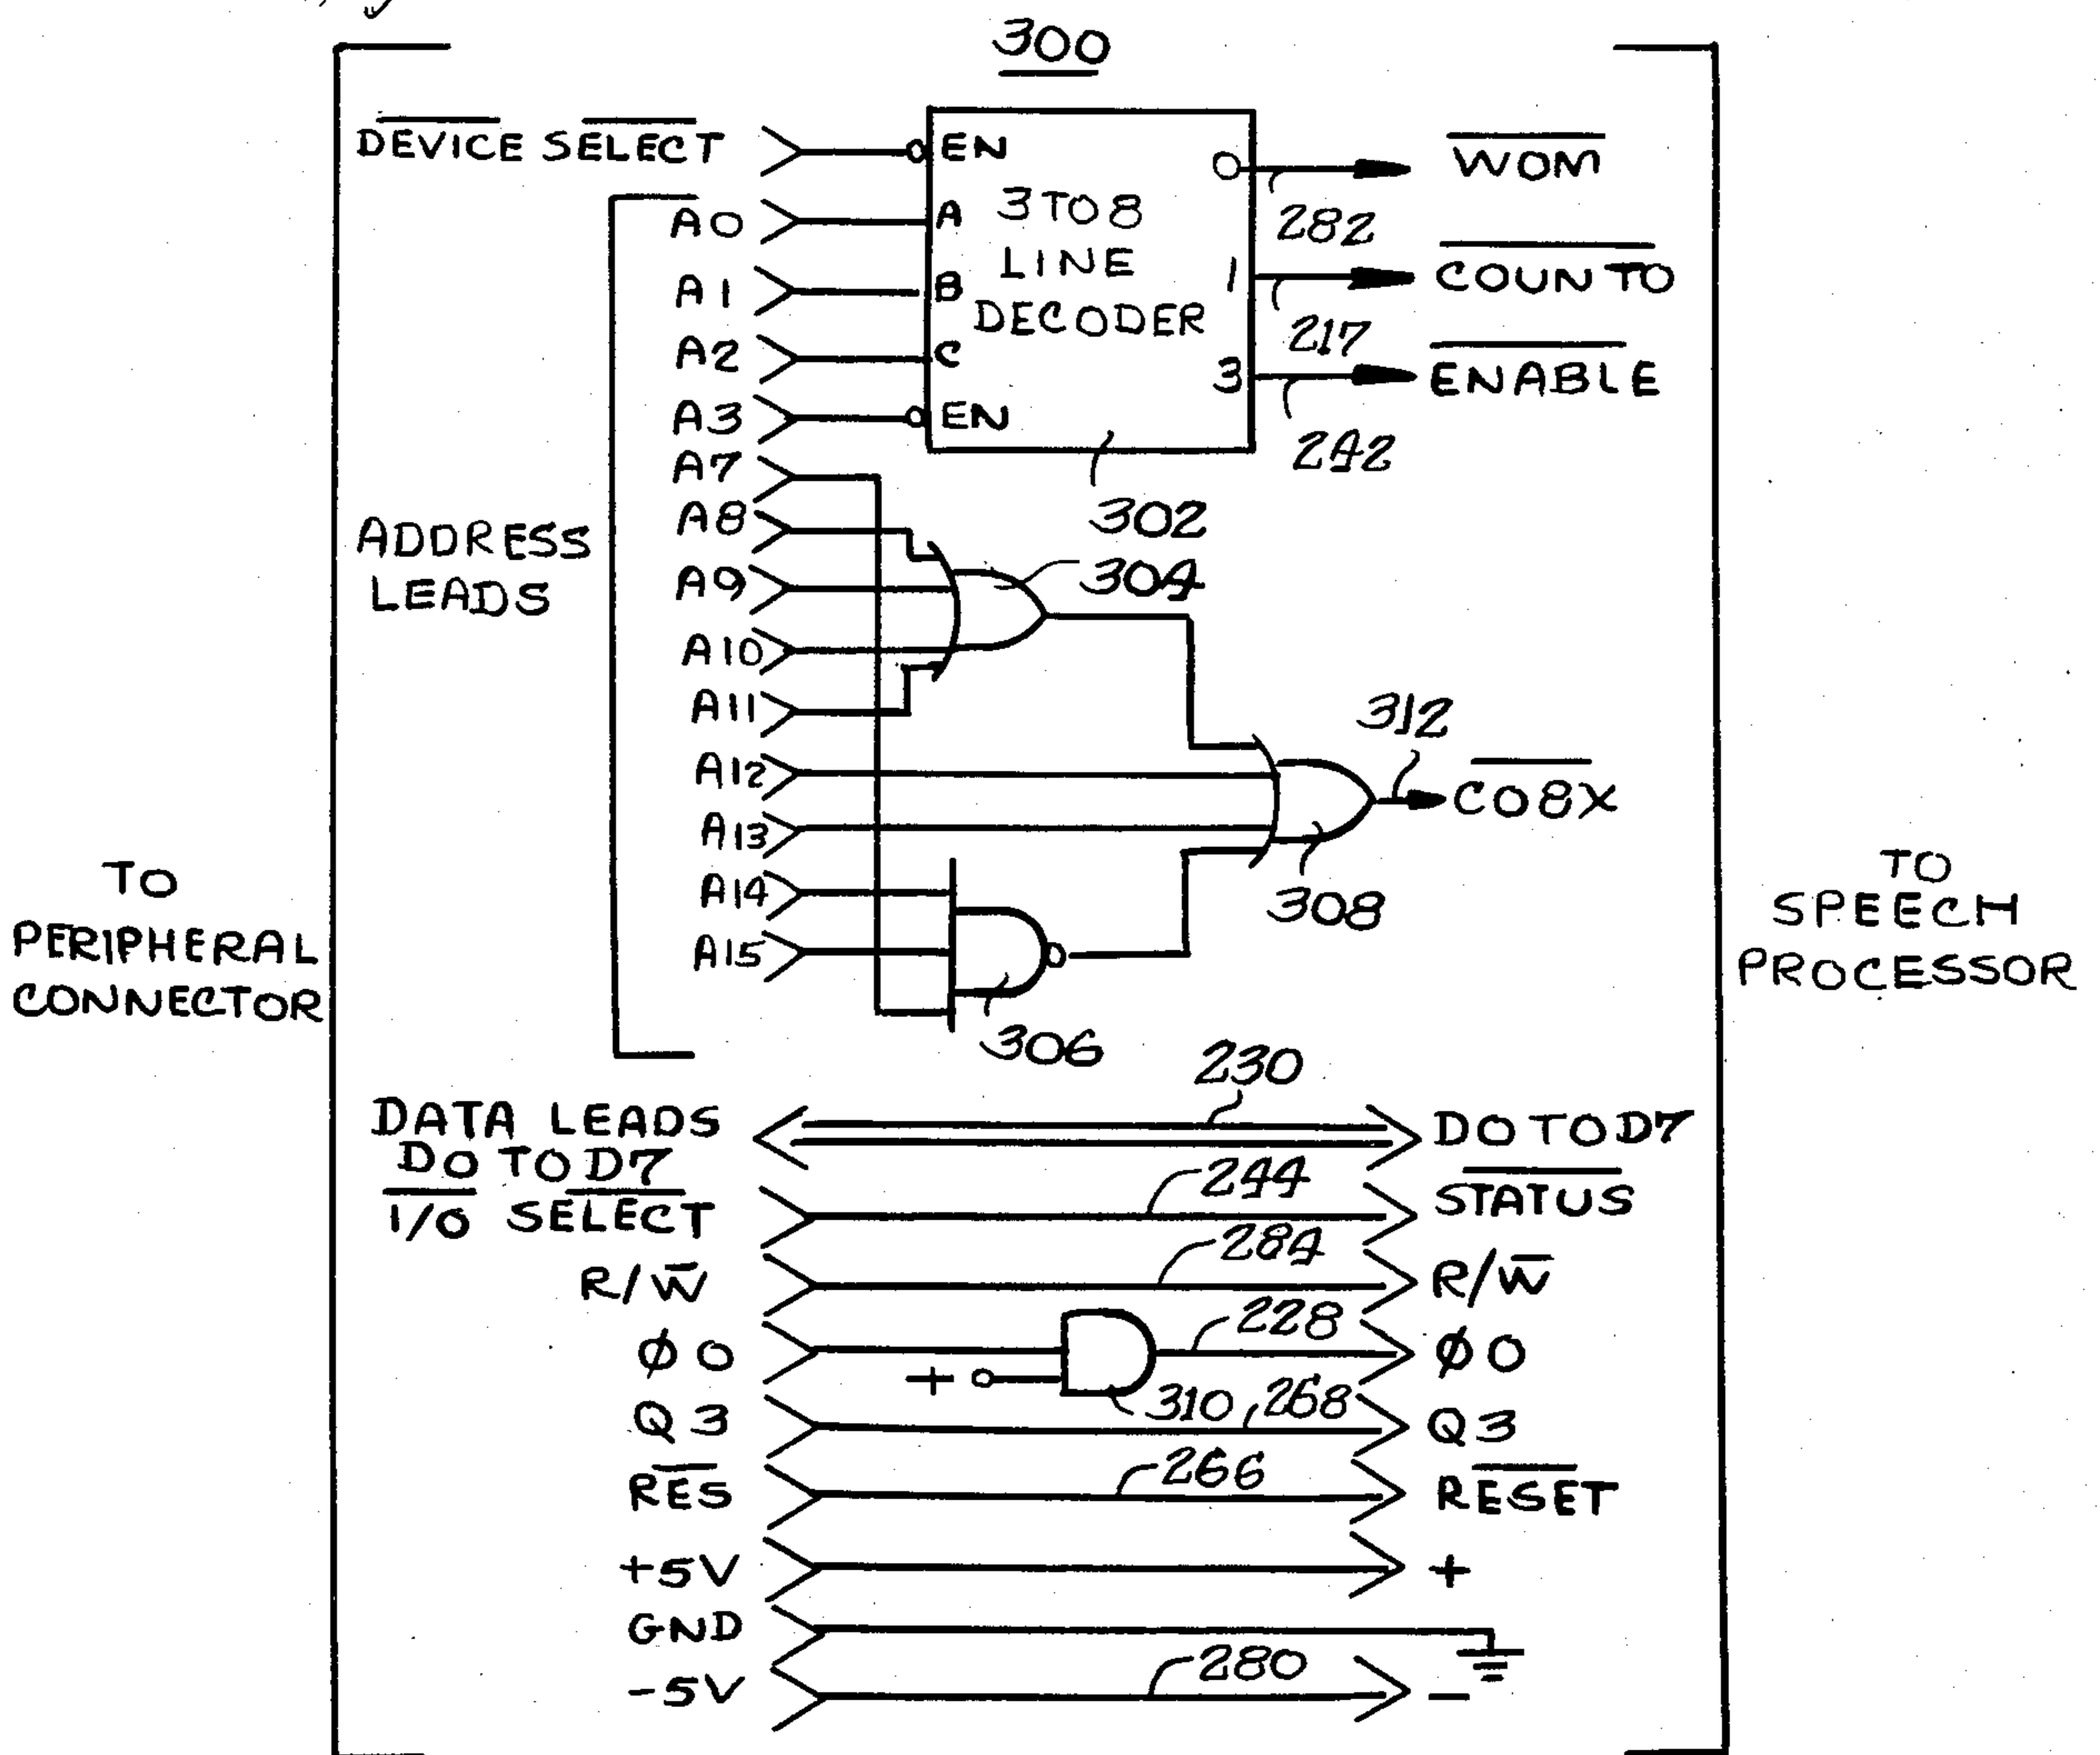 300
DEVICE SELECT
EN
A0
A
3 TO 8
LINE
DECODER
A1
B
A2
C
A3
EN
0
WOM
282
1
COUNTO
217
3
ENABLE
242
302
ADDRESS
LEADS
A7
A8
A9
304
A10
A11
A12
312
C08X
A13
308
A14
A15
306
TO
PERIPHERAL
CONNECTOR
TO
SPEECH
PROCESSOR
DATA LEADS
D0 TO D7
230
D0 TO D7
I/O SELECT
244
STATUS
R/W
284
R/W
φ0
+
310
228
φ0
Q3
268
Q3
RES
266
RESET
+5V
+
GND
-5V
280
-